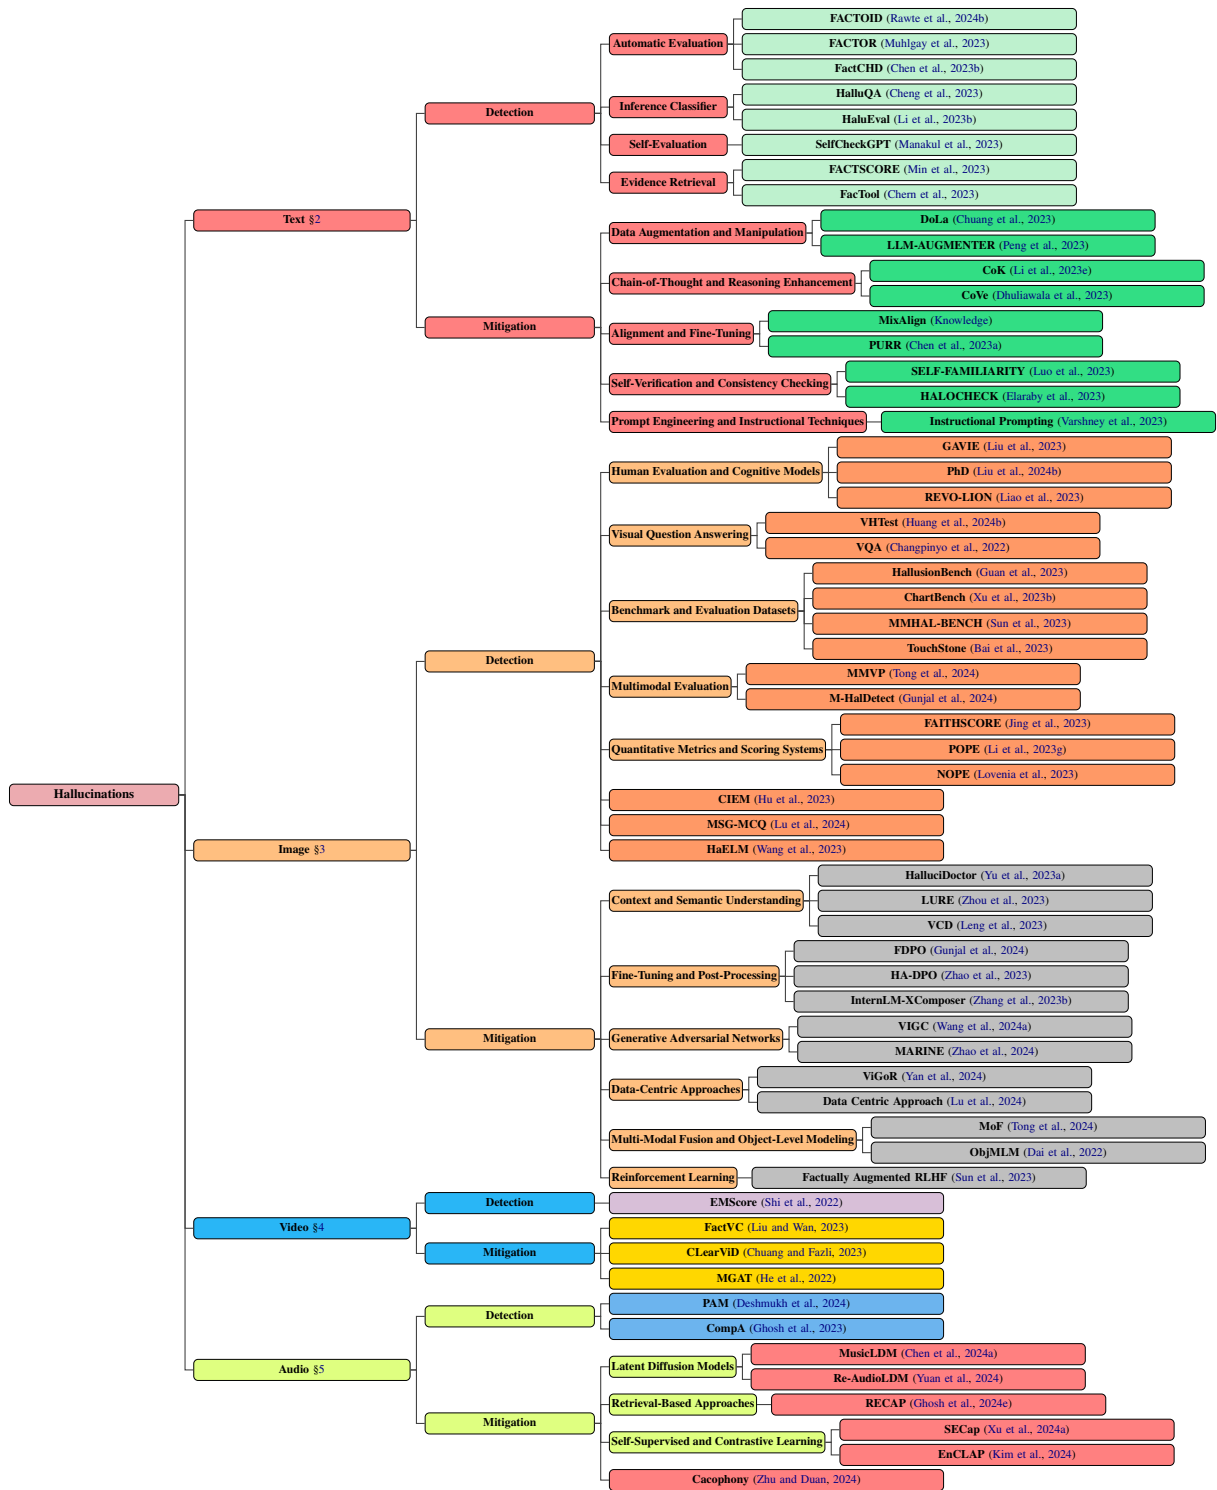 Hallucinations
Text §2
Detection
Automatic Evaluation
FACTOID (Rawte et al., 2024b)
FACTOR (Muhlgay et al., 2023)
FactCHD (Chen et al., 2023b)
Inference Classifier
HalluQA (Cheng et al., 2023)
HaluEval (Li et al., 2023b)
Self-Evaluation
SelfCheckGPT (Manakul et al., 2023)
Evidence Retrieval
FACTSCORE (Min et al., 2023)
FacTool (Chern et al., 2023)
Mitigation
Data Augmentation and Manipulation
DoLa (Chuang et al., 2023)
LLM-AUGMENTER (Peng et al., 2023)
Chain-of-Thought and Reasoning Enhancement
CoK (Li et al., 2023e)
CoVe (Dhuliawala et al., 2023)
Alignment and Fine-Tuning
MixAlign (Knowledge)
PURR (Chen et al., 2023a)
Self-Verification and Consistency Checking
SELF-FAMILIARITY (Luo et al., 2023)
HALOCHECK (Elaraby et al., 2023)
Prompt Engineering and Instructional Techniques
Instructional Prompting (Varshney et al., 2023)
Image §3
Detection
Human Evaluation and Cognitive Models
GAVIE (Liu et al., 2023)
PhD (Liu et al., 2024b)
REVO-LION (Liao et al., 2023)
Visual Question Answering
VHTest (Huang et al., 2024b)
VQA (Changpinyo et al., 2022)
Benchmark and Evaluation Datasets
HallusionBench (Guan et al., 2023)
ChartBench (Xu et al., 2023b)
MMHAL-BENCH (Sun et al., 2023)
TouchStone (Bai et al., 2023)
Multimodal Evaluation
MMVP (Tong et al., 2024)
M-HalDetect (Gunjal et al., 2024)
Quantitative Metrics and Scoring Systems
FAITHSCORE (Jing et al., 2023)
POPE (Li et al., 2023g)
NOPE (Lovenia et al., 2023)
CIEM (Hu et al., 2023)
MSG-MCQ (Lu et al., 2024)
HaELM (Wang et al., 2023)
Mitigation
Context and Semantic Understanding
HalluciDoctor (Yu et al., 2023a)
LURE (Zhou et al., 2023)
VCD (Leng et al., 2023)
Fine-Tuning and Post-Processing
FDPO (Gunjal et al., 2024)
HA-DPO (Zhao et al., 2023)
InternLM-XComposer (Zhang et al., 2023b)
Generative Adversarial Networks
VIGC (Wang et al., 2024a)
MARINE (Zhao et al., 2024)
Data-Centric Approaches
ViGoR (Yan et al., 2024)
Data Centric Approach (Lu et al., 2024)
Multi-Modal Fusion and Object-Level Modeling
MoF (Tong et al., 2024)
ObjMLM (Dai et al., 2022)
Reinforcement Learning
Factually Augmented RLHF (Sun et al., 2023)
Video §4
Detection
EMScore (Shi et al., 2022)
Mitigation
FactVC (Liu and Wan, 2023)
CLearViD (Chuang and Fazli, 2023)
MGAT (He et al., 2022)
Audio §5
Detection
PAM (Deshmukh et al., 2024)
CompA (Ghosh et al., 2023)
Mitigation
Latent Diffusion Models
MusicLDM (Chen et al., 2024a)
Re-AudioLDM (Yuan et al., 2024)
Retrieval-Based Approaches
RECAP (Ghosh et al., 2024e)
Self-Supervised and Contrastive Learning
SECap (Xu et al., 2024a)
EnCLAP (Kim et al., 2024)
Cacophony (Zhu and Duan, 2024)